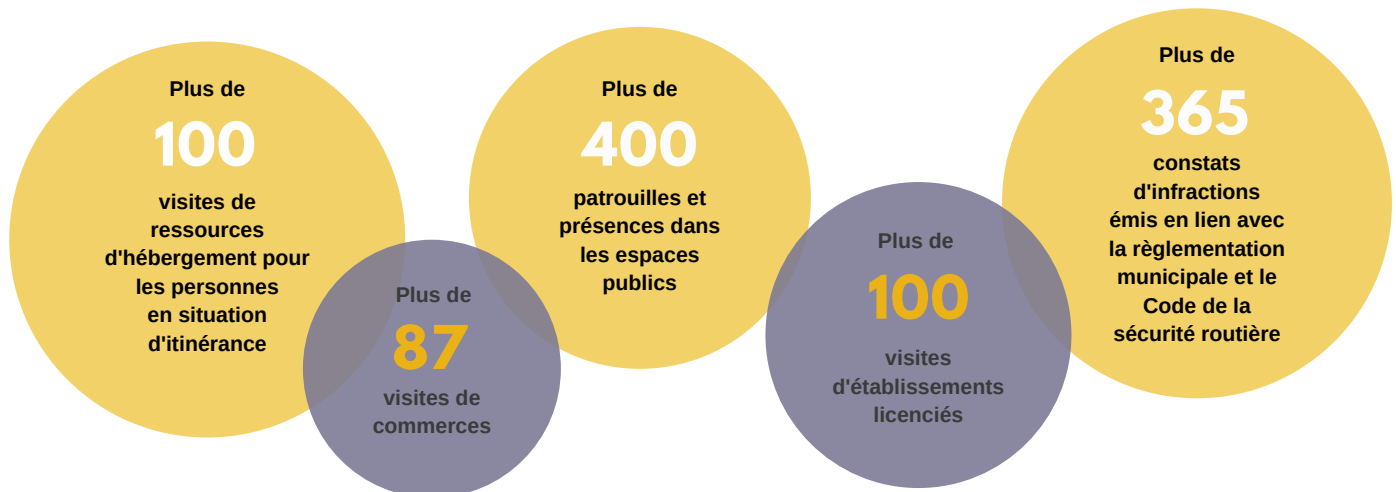 Plus de
100
visites de
ressources
d'hébergement pour
les personnes
en situation
d'itinérance
Plus de
87
visites de
commerces
Plus de
400
patrouilles et
présences dans
les espaces
publics
Plus de
100
visites
d'établissements
licenciés
Plus de
365
constats
d'infractions
émis en lien avec
la règlementation
municipale et le
Code de la
sécurité routière